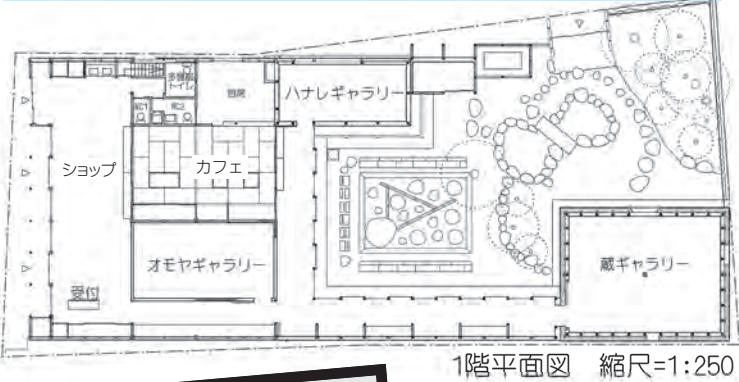 多機能
トイレ
WC1
WC2
厨房
ハナレギャラリー
ショップ
カフェ
オモヤギャラリー
蔵ギャラリー
受付
1階平面図 縮尺=1:250